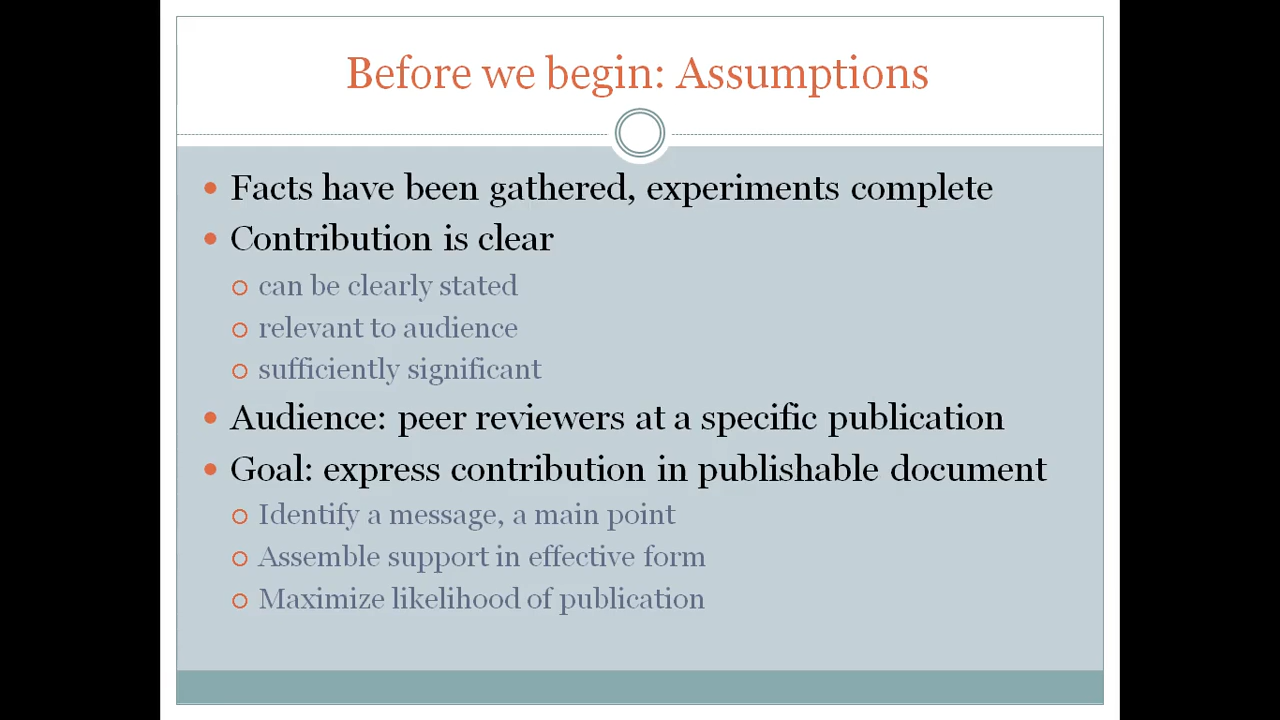 Before we begin: Assumptions
Facts have been gathered, experiments complete
Contribution is clear
can be clearly stated
relevant to audience
sufficiently significant
Audience: peer reviewers at a specific publication
Goal: express contribution in publishable document
Identify a message, a main point
Assemble support in effective form
Maximize likelihood of publication